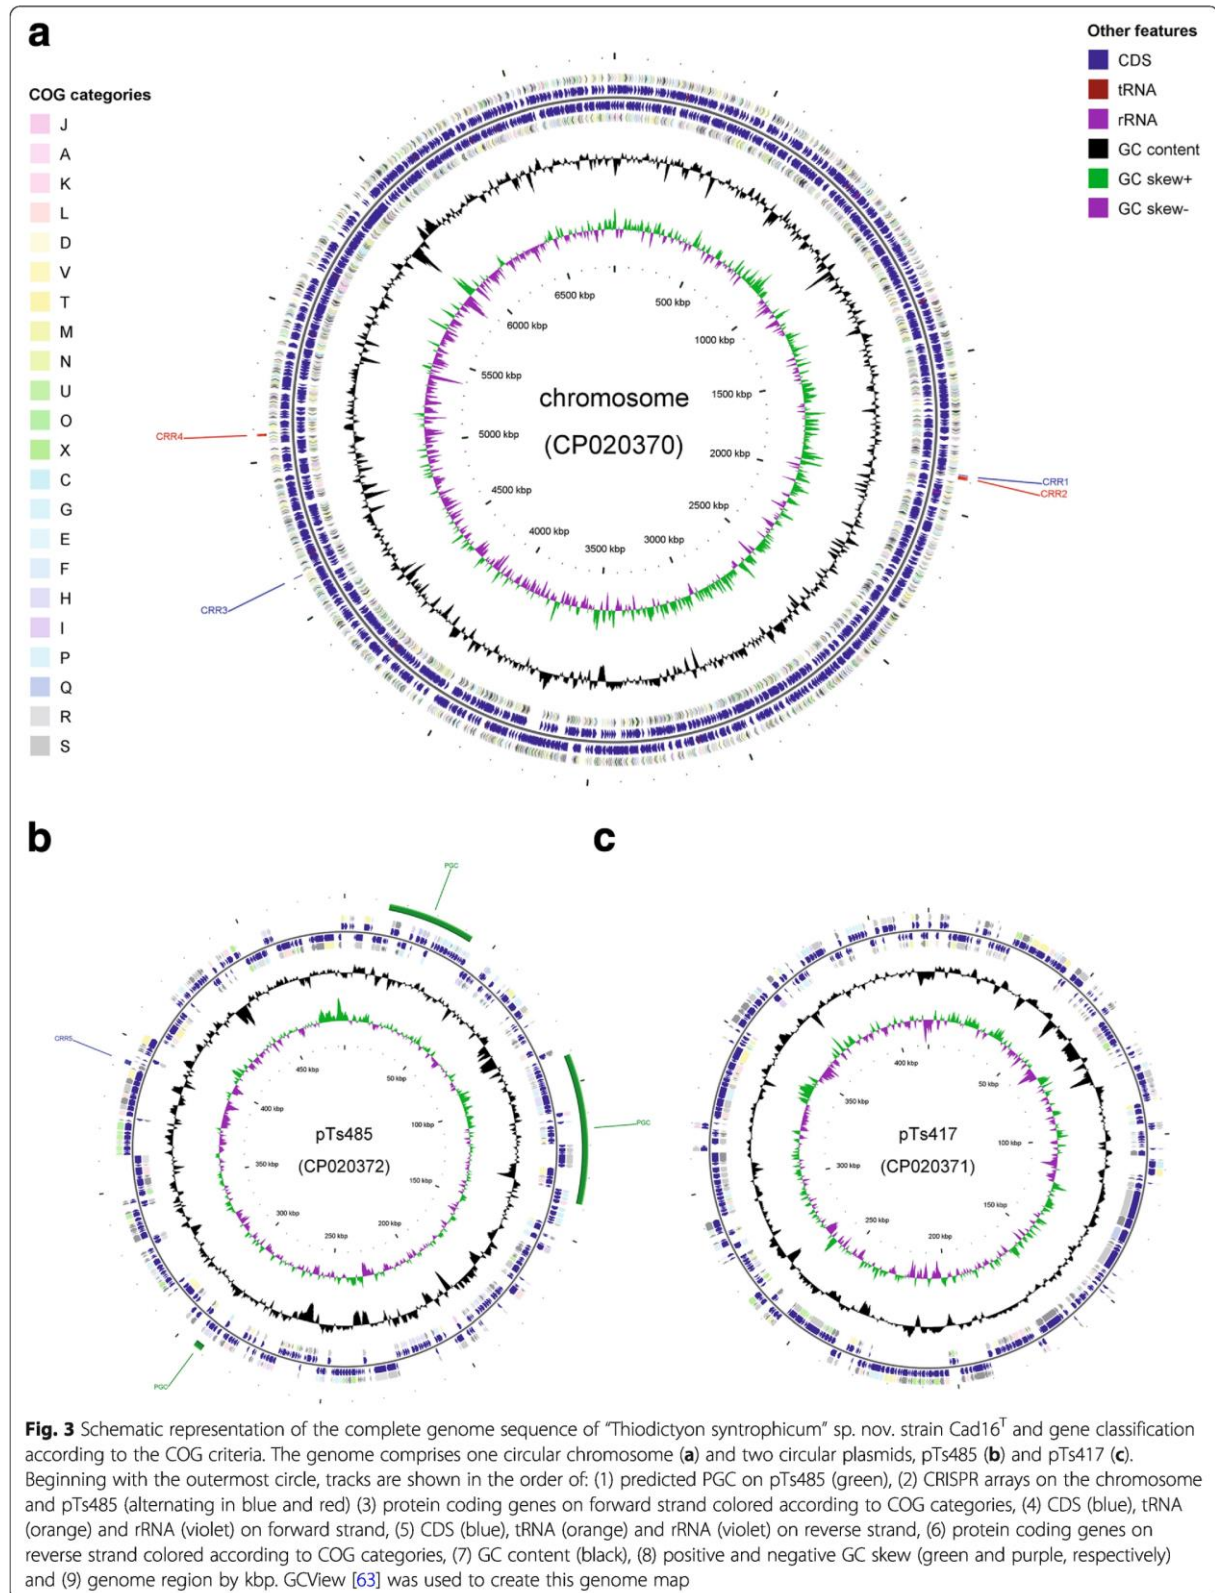 a
Other features
CDS
tRNA
rRNA
GC content
GC skew+
GC skew-
COG categories
J
A
K
L
D
V
T
M
N
U
O
X
C
G
E
F
H
I
P
Q
R
S
6500 kbp
500 kbp
6000 kbp
1000 kbp
5500 kbp
1500 kbp
chromosome
(CP020370)
5000 kbp
2000 kbp
4500 kbp
2500 kbp
4000 kbp
3500 kbp
3000 kbp
CRR4
CRR1
CRR2
CRR3
b
PGC
CRR5
450 kbp
50 kbp
400 kbp
100 kbp
pTs485
(CP020372)
PGC
350 kbp
150 kbp
300 kbp
200 kbp
250 kbp
PGC
c
400 kbp
50 kbp
350 kbp
100 kbp
pTs417
(CP020371)
300 kbp
150 kbp
250 kbp
200 kbp
Fig. 3 Schematic representation of the complete genome sequence of “Thiodictyon syntrophicum” sp. nov. strain Cad16T and gene classification
according to the COG criteria. The genome comprises one circular chromosome (a) and two circular plasmids, pTs485 (b) and pTs417 (c).
Beginning with the outermost circle, tracks are shown in the order of: (1) predicted PGC on pTs485 (green), (2) CRISPR arrays on the chromosome
and pTs485 (alternating in blue and red) (3) protein coding genes on forward strand colored according to COG categories, (4) CDS (blue), tRNA
(orange) and rRNA (violet) on forward strand, (5) CDS (blue), tRNA (orange) and rRNA (violet) on reverse strand, (6) protein coding genes on
reverse strand colored according to COG categories, (7) GC content (black), (8) positive and negative GC skew (green and purple, respectively)
and (9) genome region by kbp. GCView [63] was used to create this genome map